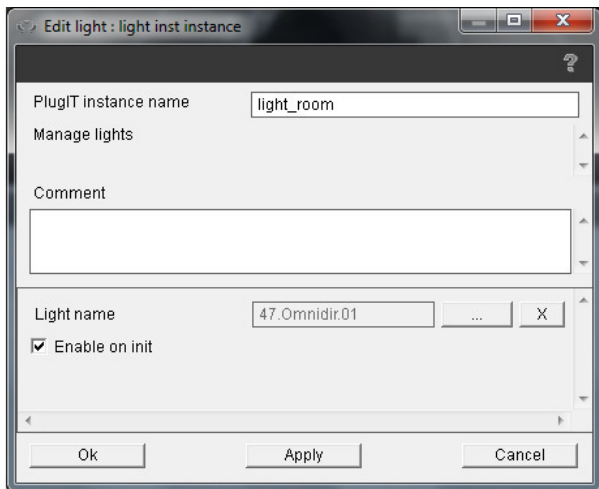 Edit light : light inst instance
?
PlugIT instance name light_room
Manage lights
Comment
Light name 47.Omnidir.01 ... X
Enable on init
Ok Apply Cancel